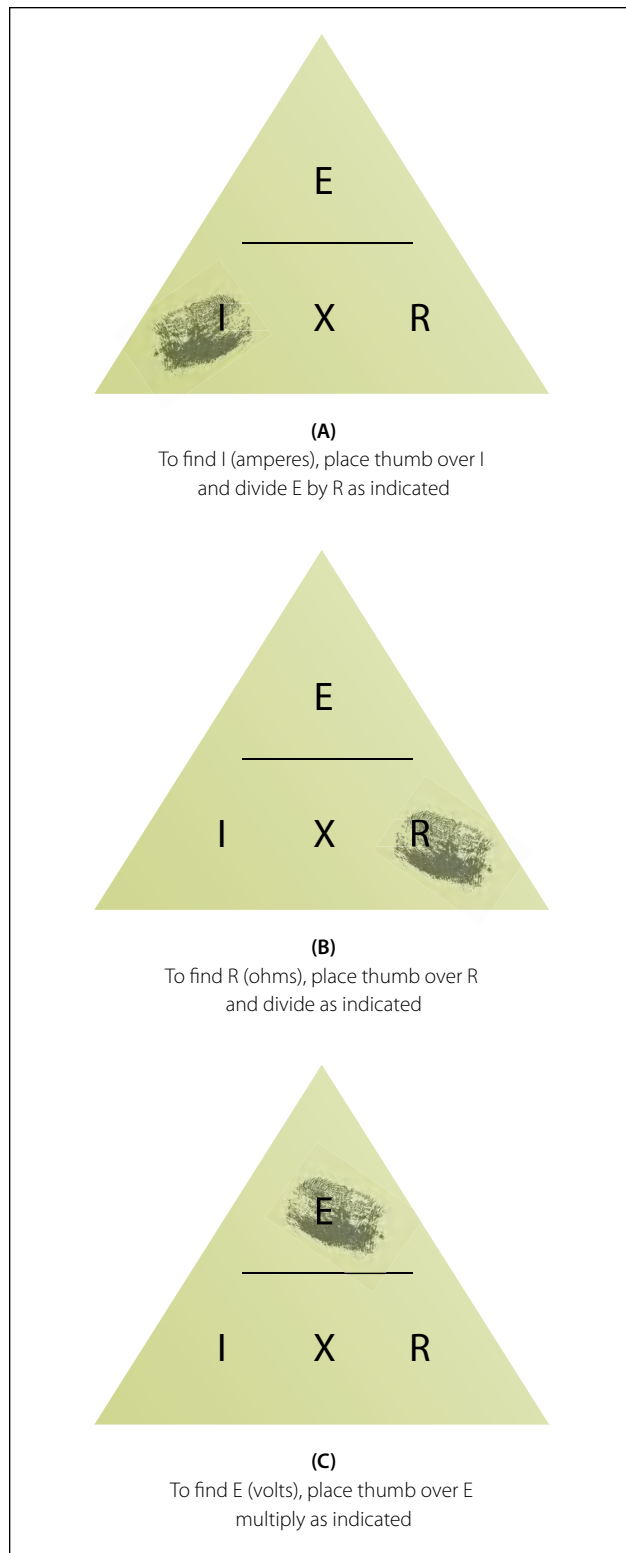 E
I X R
(A)
To find I (amperes), place thumb over I
and divide E by R as indicated
E
I X R
(B)
To find R (ohms), place thumb over R
and divide as indicated
E
I X R
(C)
To find E (volts), place thumb over E
multiply as indicated